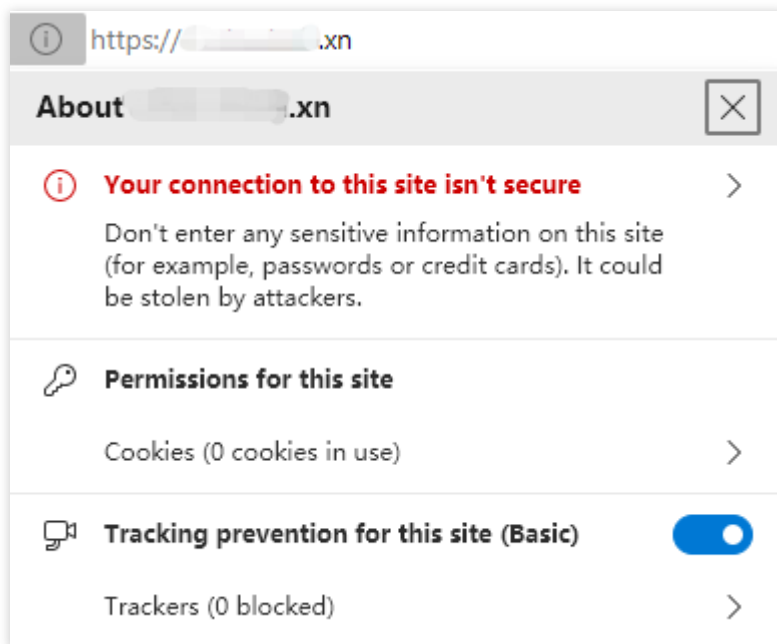 https:// .xn
About .xn
Your connection to this site isn't secure
Don't enter any sensitive information on this site
(for example, passwords or credit cards). It could
be stolen by attackers.
Permissions for this site
Cookies (0 cookies in use)
Tracking prevention for this site (Basic)
Trackers (0 blocked)